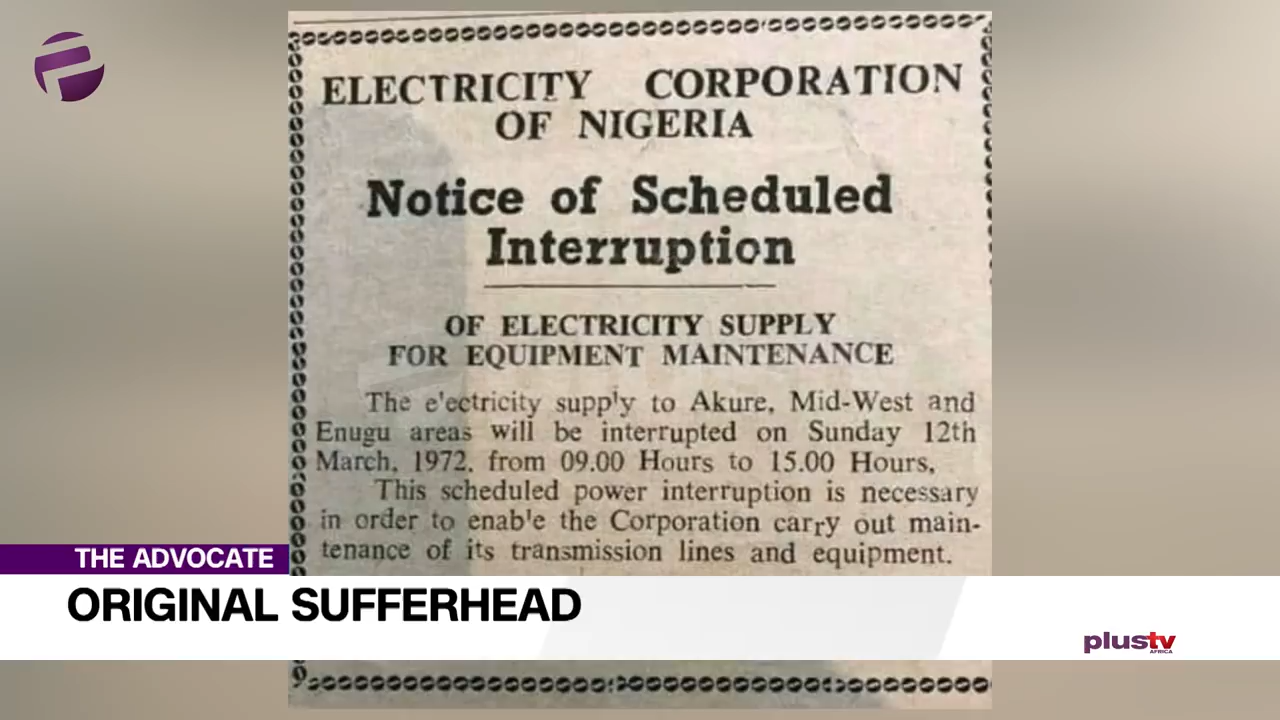 ELECTRICITY CORPORATION
OF NIGERIA
Notice of Scheduled
Interruption
OF ELECTRICITY SUPPLY
FOR EQUIPMENT MAINTENANCE
The e'ectricity supp'y to Akure, Mid-West and
Enugu areas will be interrupted on Sunday 12th
March, 1972, from 09.00 Hours to 15.00 Hours,
This scheduled power interruption is necessary
in order to enab'e the Corporation carry out main-
tenance of its transmission lines and equipment.
THE ADVOCATE
ORIGINAL SUFFERHEAD
plustv
AFRICA